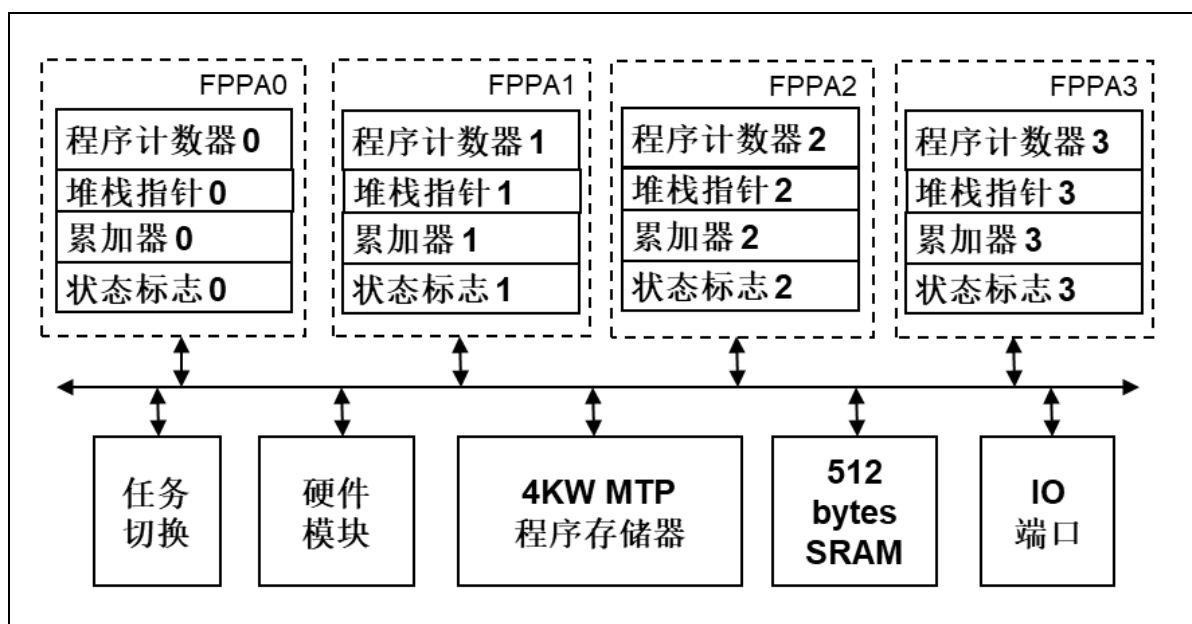 FPPA0
程序计数器0
堆栈指针0
累加器0
状态标志0
FPPA1
程序计数器1
堆栈指针1
累加器1
状态标志1
FPPA2
程序计数器2
堆栈指针2
累加器2
状态标志2
FPPA3
程序计数器3
堆栈指针3
累加器3
状态标志3
任务
切换
硬件
模块
4KW MTP
程序存储器
512
bytes
SRAM
IO
端口